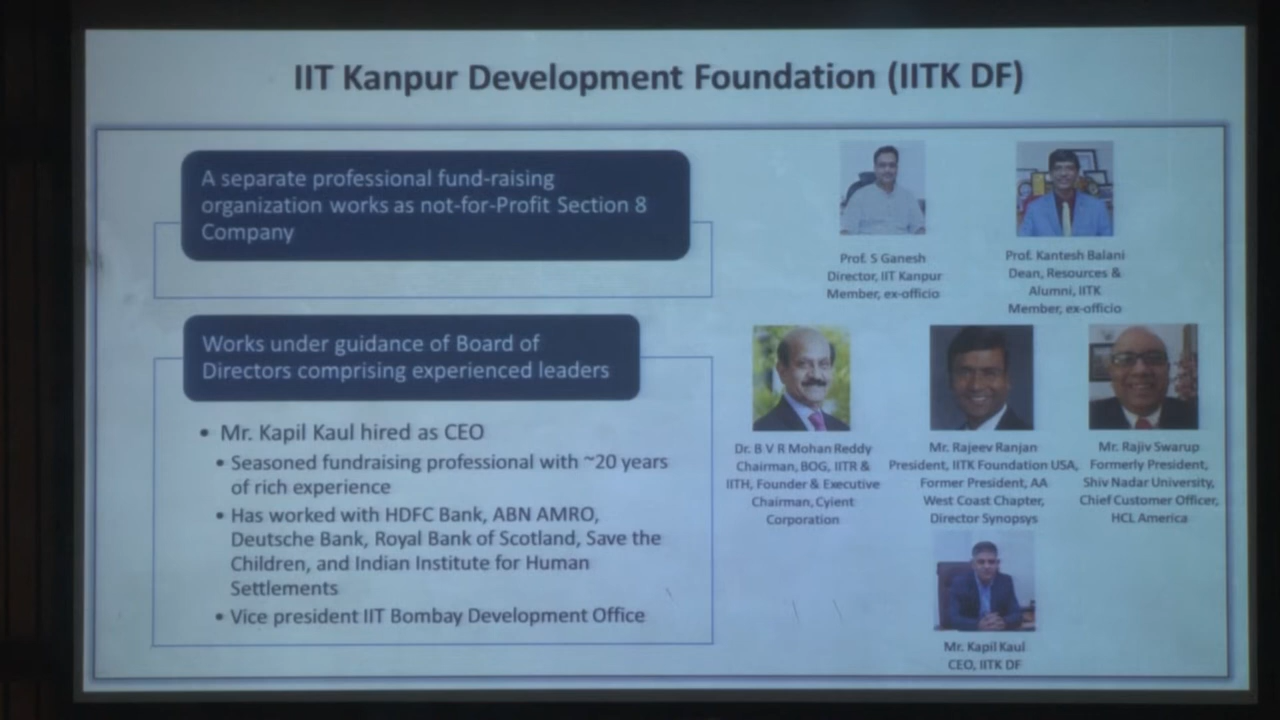 IIT Kanpur Development Foundation (IITK DF)
A separate professional fund-raising
organization works as not-for-Profit Section 8
Company
Works under guidance of Board of
Directors comprising experienced leaders
• Mr. Kapil Kaul hired as CEO
• Seasoned fundraising professional with ~20 years
of rich experience
• Has worked with HDFC Bank, ABN AMRO,
Deutsche Bank, Royal Bank of Scotland, Save the
Children, and Indian Institute for Human
Settlements
• Vice president IIT Bombay Development Office
Prof. S Ganesh
Director, IIT Kanpur
Member, ex-officio
Prof. Kantesh Balani
Dean, Resources &
Alumni, IITK
Member, ex-officio
Dr. B V R Mohan Reddy
Chairman, BOG, IITR &
IITH, Founder & Executive
Chairman, Cyient
Corporation
Mr. Rajeev Ranjan
President, IITK Foundation USA,
Former President, AA
West Coast Chapter,
Director Synopsys
Mr. Rajiv Swarup
Formerly President,
Shiv Nadar University,
Chief Customer Officer,
HCL America
Mr. Kapil Kaul
CEO, IITK DF